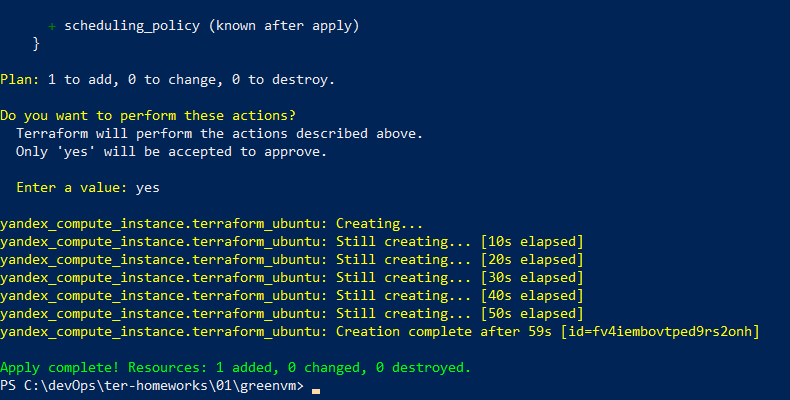 + scheduling_policy (known after apply)
}
Plan: 1 to add, 0 to change, 0 to destroy.
Do you want to perform these actions?
Terraform will perform the actions described above.
Only 'yes' will be accepted to approve.
Enter a value: yes
yandex_compute_instance.terraform_ubuntu: Creating...
yandex_compute_instance.terraform_ubuntu: Still creating... [10s elapsed]
yandex_compute_instance.terraform_ubuntu: Still creating... [20s elapsed]
yandex_compute_instance.terraform_ubuntu: Still creating... [30s elapsed]
yandex_compute_instance.terraform_ubuntu: Still creating... [40s elapsed]
yandex_compute_instance.terraform_ubuntu: Still creating... [50s elapsed]
yandex_compute_instance.terraform_ubuntu: Creation complete after 59s [id=fv4iembovtped9rs2onh]
Apply complete! Resources: 1 added, 0 changed, 0 destroyed.
PS C:\devOps\ter-homeworks\01\greenvm>